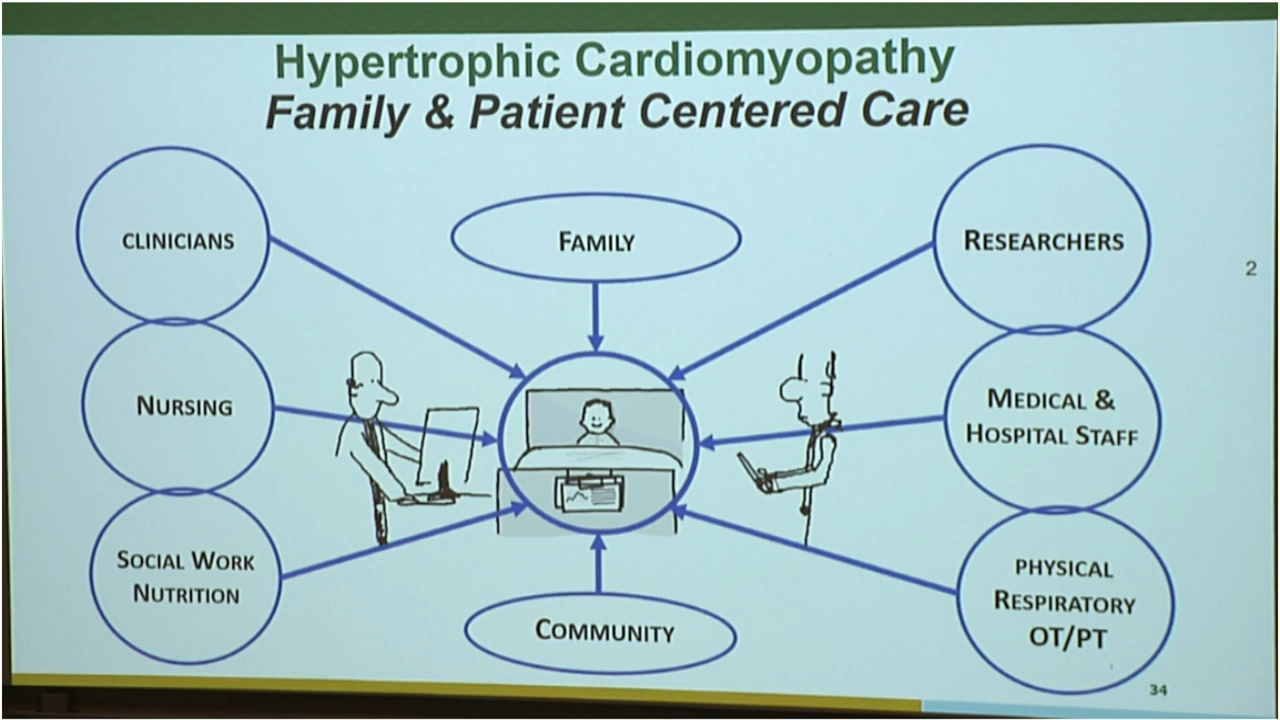 Hypertrophic Cardiomyopathy
Family & Patient Centered Care
CLINICIANS
FAMILY
RESEARCHERS
2
NURSING
MEDICAL &
HOSPITAL STAFF
SOCIAL WORK
NUTRITION
COMMUNITY
PHYSICAL
RESPIRATORY
OT/PT
34